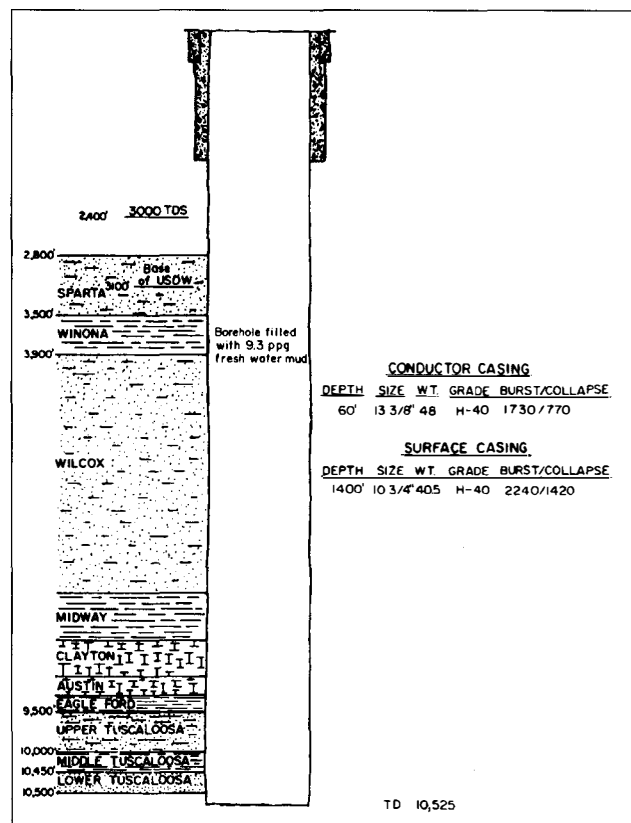 2,400' 3000 TDS
2,800'
Base
of USDW
3100'
SPARTA
3,500'
WINONA
3,900'
Borehole filled
with 9.3 ppg
fresh water mud
WILCOX
MIDWAY
CLAYTON
AUSTIN
EAGLE FORD
9,500'
UPPER TUSCALOOSA
10,000'
MIDDLE TUSCALOOSA
10,450'
LOWER TUSCALOOSA
10,500'
CONDUCTOR CASING
DEPTH SIZE WT. GRADE BURST/COLLAPSE
60' 13 3/8" 48 H-40 1730/770
SURFACE CASING
DEPTH SIZE WT. GRADE BURST/COLLAPSE
1400' 10 3/4" 40.5 H-40 2240/1420
TD 10,525